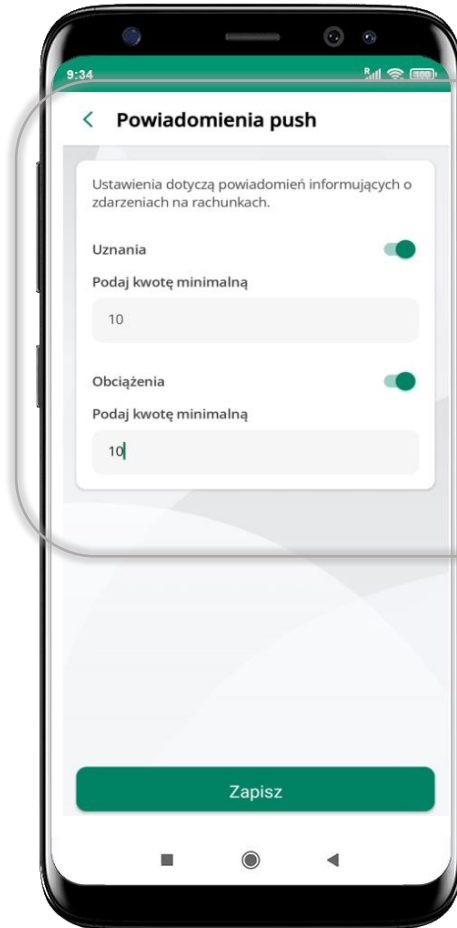 9:34
R
100
Powiadomienia push
Ustawienia dotyczą powiadomień informujących o
zdarzeniach na rachunkach.
Uznania
Podaj kwotę minimalną
10
Obciążenia
Podaj kwotę minimalną
10
Zapisz